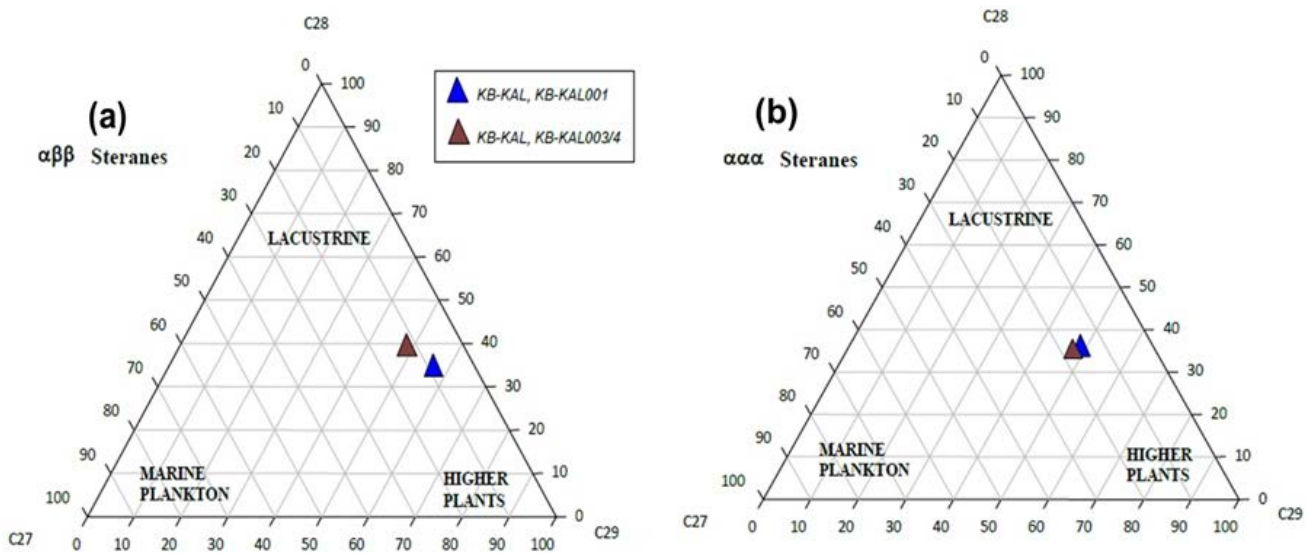 C28
(a)
αββ Steranes
KB-KAL, KB-KAL001
KB-KAL, KB-KAL003/4
0
10
20
30
40
50
60
70
80
90
100
100
90
80
70
60
50
40
30
20
10
0
LACUSTRINE
MARINE
PLANKTON
HIGHER
PLANTS
C27
0 10 20 30 40 50 60 70 80 90 100
C29
C28
(b)
ααα Steranes
0
10
20
30
40
50
60
70
80
90
100
100
90
80
70
60
50
40
30
20
10
0
LACUSTRINE
MARINE
PLANKTON
HIGHER
PLANTS
C27
0 10 20 30 40 50 60 70 80 90 100
C29